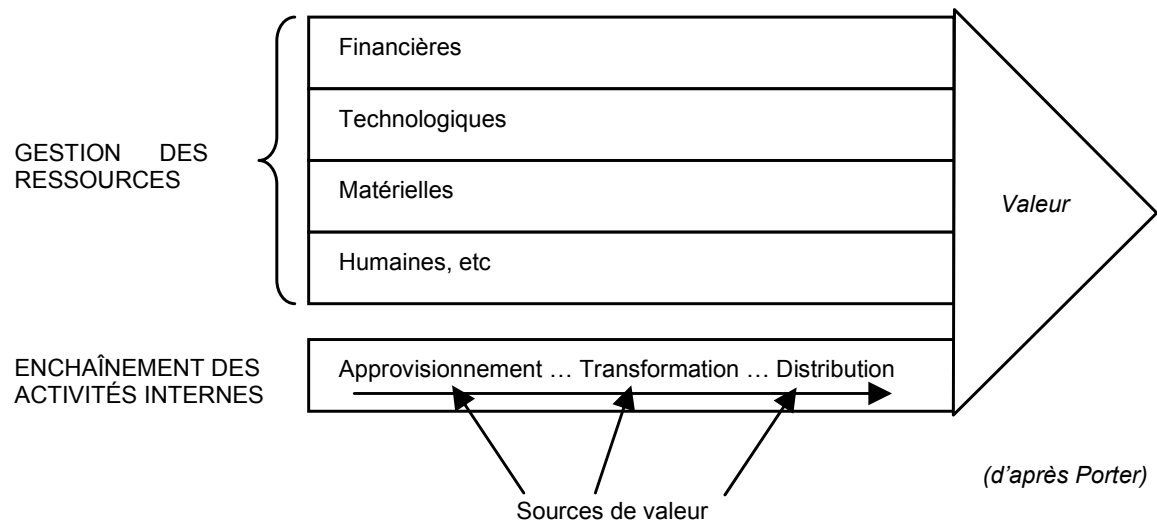 Financières
Technologiques
GESTION DES
RESSOURCES
Matérielles
Humaines, etc
Valeur
ENCHAÎNEMENT DES
ACTIVITÉS INTERNES
Approvisionnement … Transformation … Distribution
(d'après Porter)
Sources de valeur